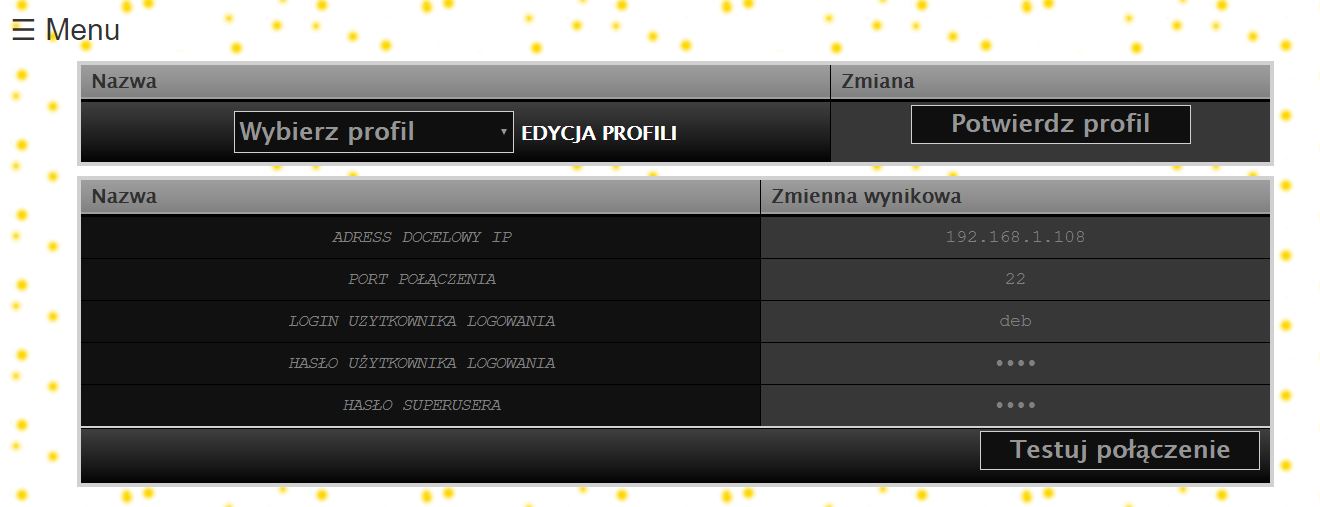 ☰ Menu
Nazwa Zmiana
Wybierz profil ▾ EDYCJA PROFILI Potwierdz profil
Nazwa Zmienna wynikowa
ADRESS DOCELOWY IP 192.168.1.108
PORT POŁĄCZENIA 22
LOGIN UZYTKOWNIKA LOGOWANIA deb
HASŁO UŻYTKOWNIKA LOGOWANIA ••••
HASŁO SUPERUSERA ••••
Testuj połączenie